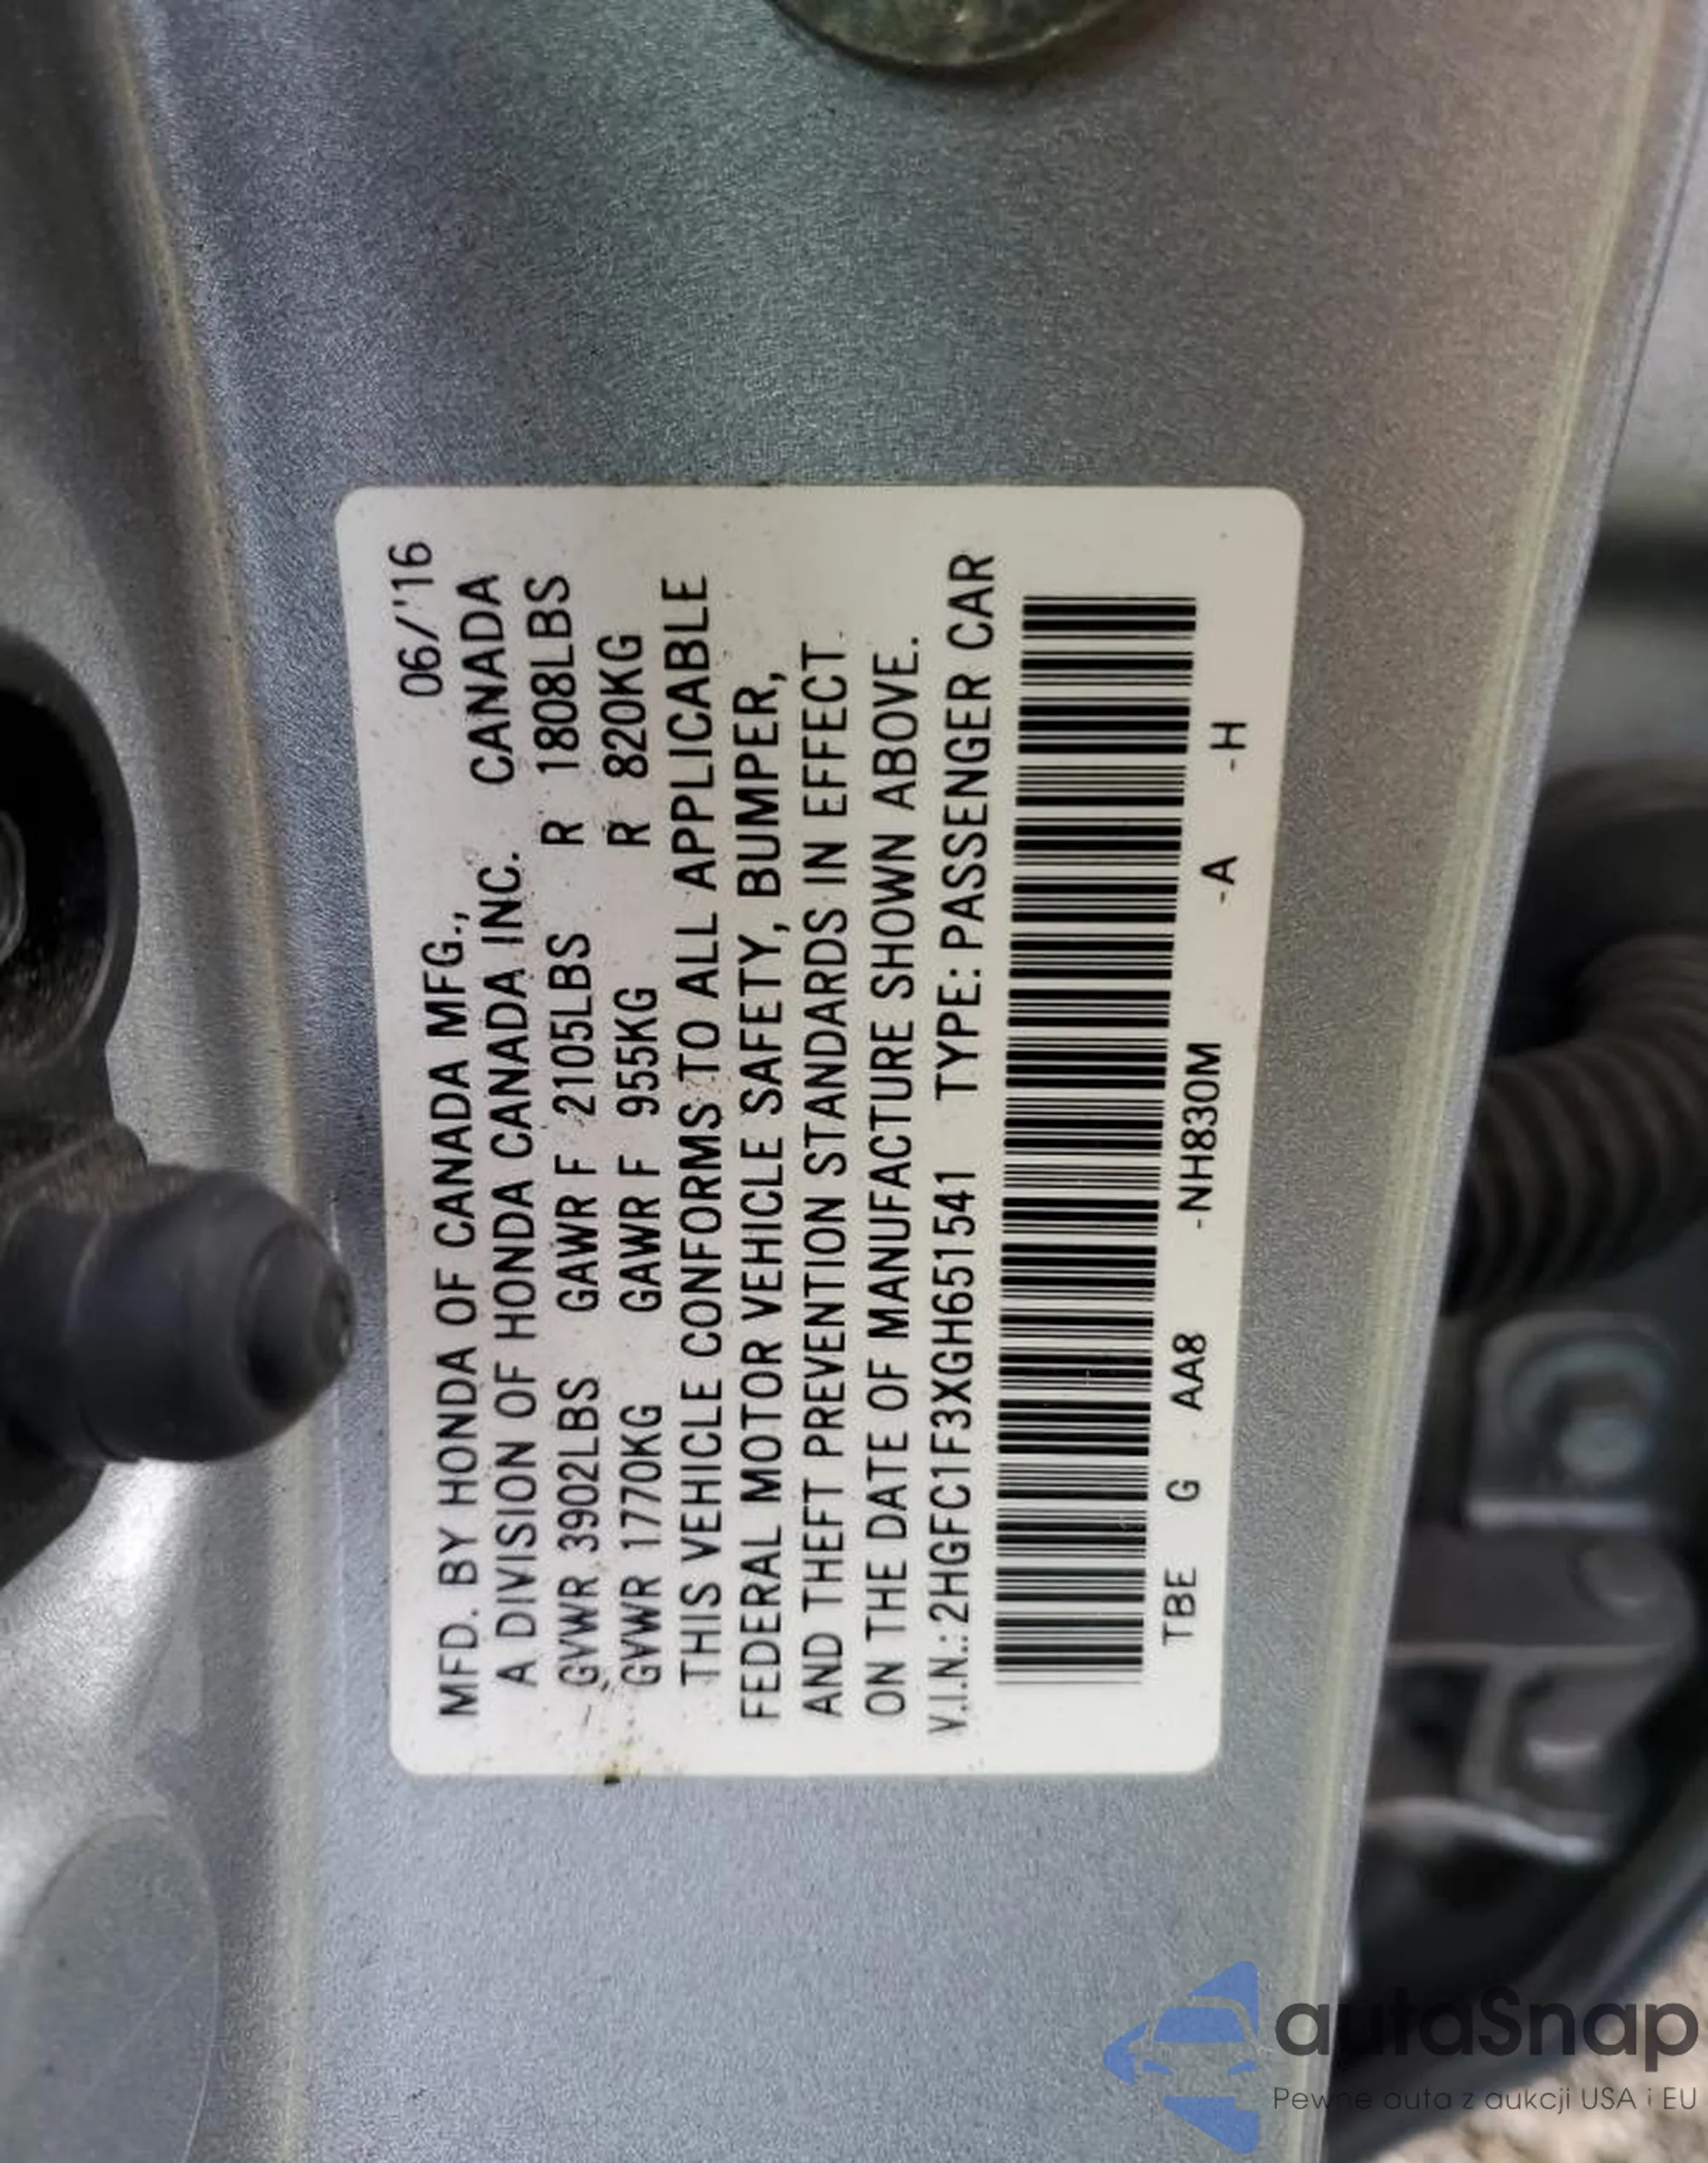 06/'16
MFD. BY HONDA OF CANADA MFG.,
A DIVISION OF HONDA CANADA INC. CANADA
GVWR 3902LBS GAWR F 2105LBS R 1808LBS
GVWR 1770KG GAWR F 955KG R 820KG
THIS VEHICLE CONFORMS TO ALL APPLICABLE
FEDERAL MOTOR VEHICLE SAFETY, BUMPER,
AND THEFT PREVENTION STANDARDS IN EFFECT
ON THE DATE OF MANUFACTURE SHOWN ABOVE.
V.I.N.: 2HGFC1F3XGH651541 TYPE: PASSENGER CAR
TBE G AA8 -NH830M -A -H
autaSnap
Pewne auta z aukcji USA i EU